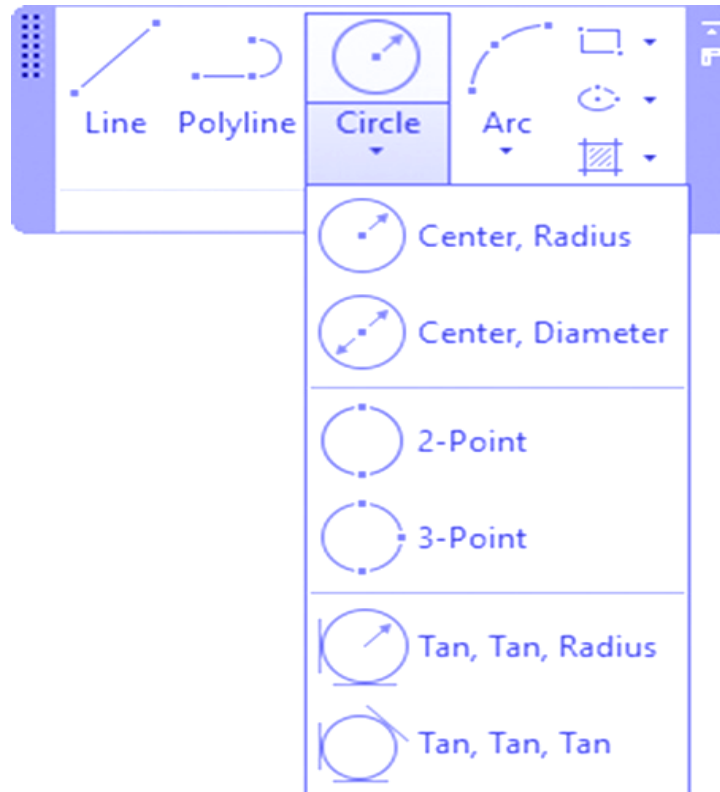 Line Polyline Circle Arc
Center, Radius
Center, Diameter
2-Point
3-Point
Tan, Tan, Radius
Tan, Tan, Tan